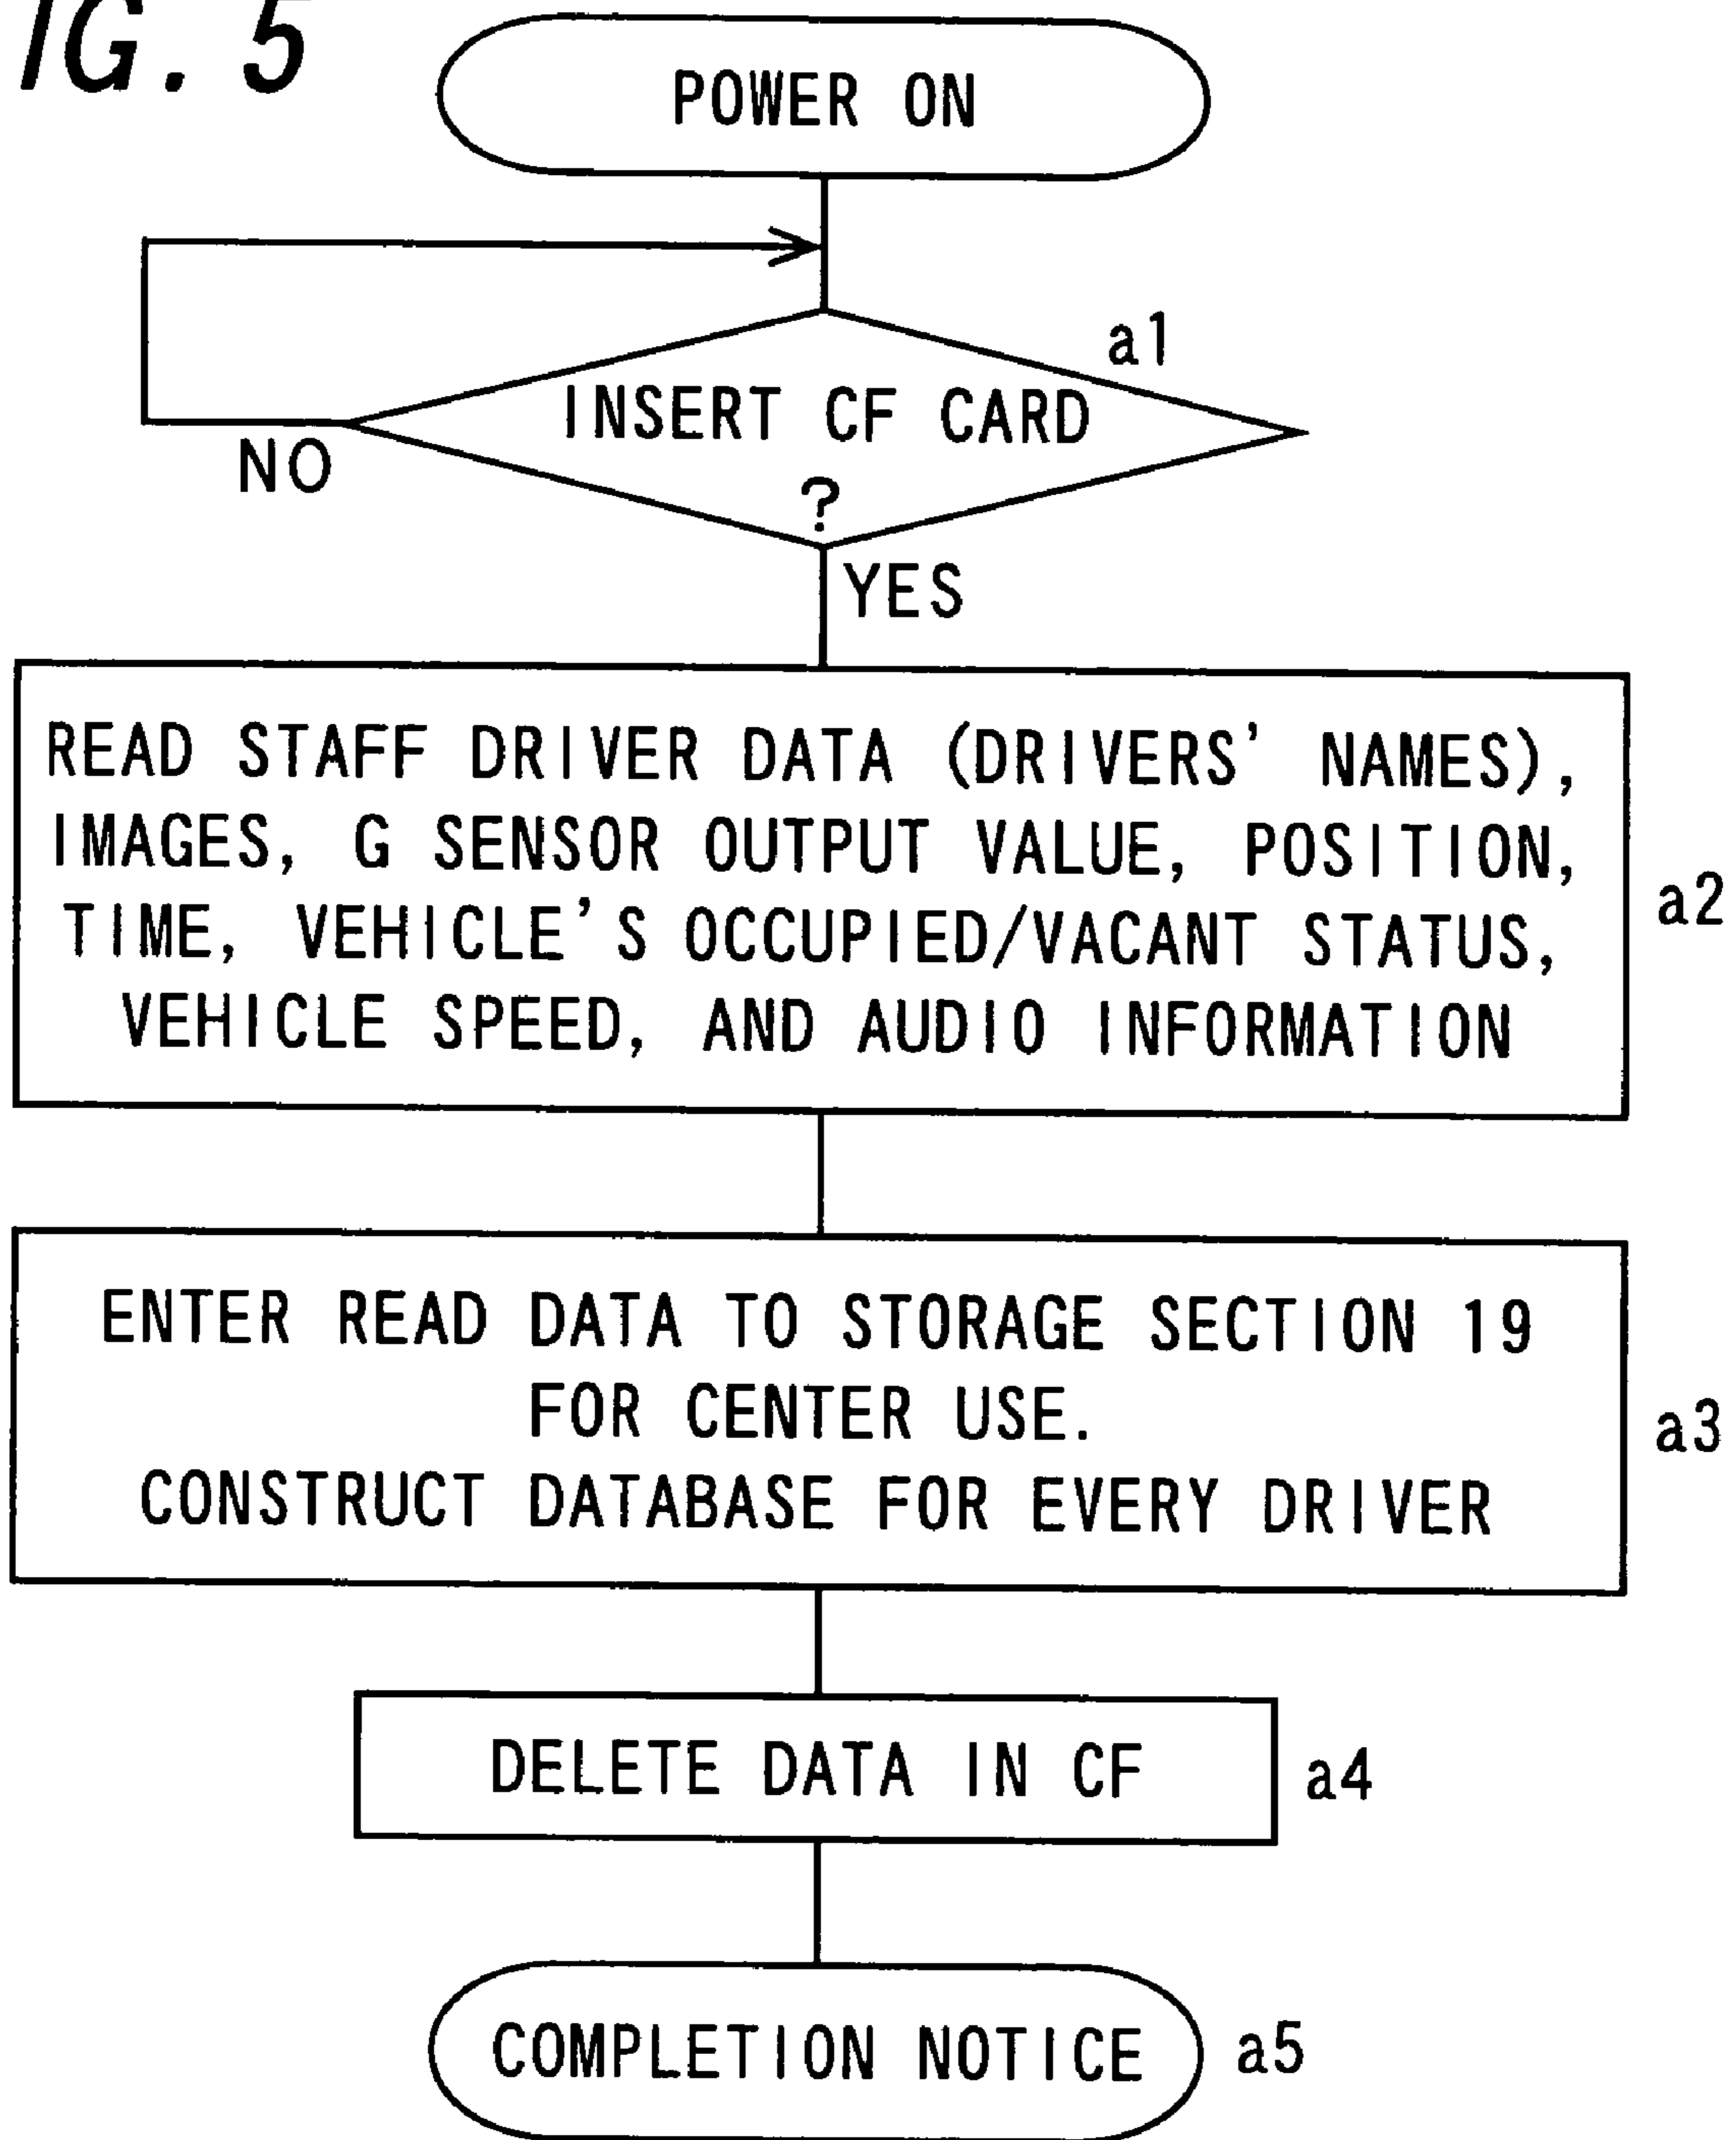 IG. 5
POWER ON
a1
INSERT CF CARD
?
NO
YES
READ STAFF DRIVER DATA (DRIVERS' NAMES),
IMAGES, G SENSOR OUTPUT VALUE, POSITION,
TIME, VEHICLE'S OCCUPIED/VACANT STATUS,
VEHICLE SPEED, AND AUDIO INFORMATION
a2
ENTER READ DATA TO STORAGE SECTION 19
FOR CENTER USE.
CONSTRUCT DATABASE FOR EVERY DRIVER
a3
DELETE DATA IN CF
a4
COMPLETION NOTICE
a5